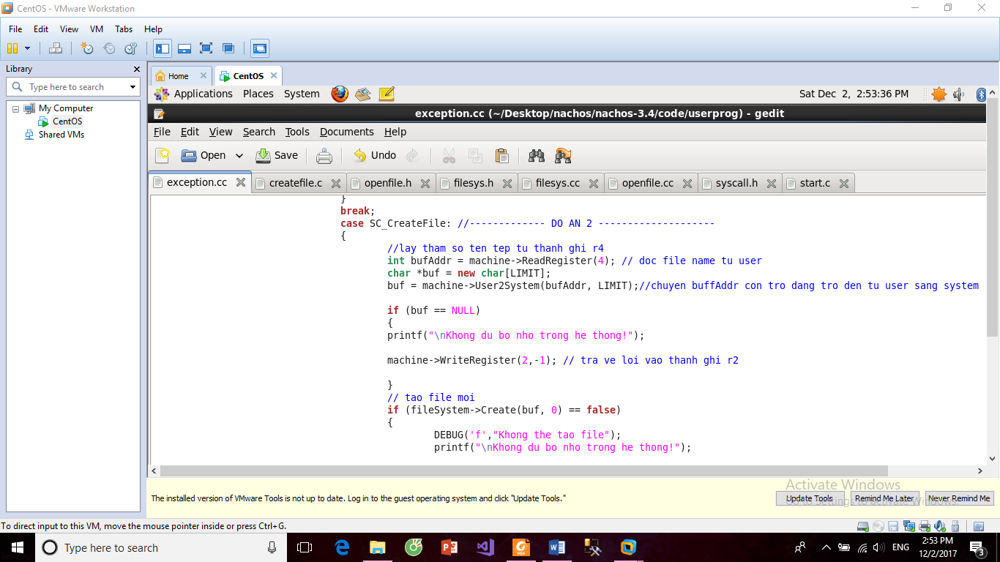 CentOS - VMware Workstation
File Edit View VM Tabs Help
Library
Type here to search
My Computer
CentOS
Shared VMs
Home CentOS
Applications Places System Sat Dec 2, 2:53:36 PM
exception.cc (~/Desktop/nachos/nachos-3.4/code/userprog) - gedit
File Edit View Search Tools Documents Help
Open Save Undo
exception.cc createfile.c openfile.h filesys.h filesys.cc openfile.cc syscall.h start.c
}
break;
case SC_CreateFile: //------------- DO AN 2 --------------------
{
//lay tham so ten tep tu thanh ghi r4
int bufAddr = machine->ReadRegister(4); // doc file name tu user
char *buf = new char[LIMIT];
buf = machine->User2System(bufAddr, LIMIT);//chuyen buffAddr con tro dang tro den tu user sang system
if (buf == NULL)
{
printf("\nKhong du bo nho trong he thong!");
machine->WriteRegister(2,-1); // tra ve loi vao thanh ghi r2
}
// tao file moi
if (fileSystem->Create(buf, 0) == false)
{
DEBUG('f',"Khong the tao file");
printf("\nKhong du bo nho trong he thong!");
Activate Windows
Go to Settings to activate Windows.
The installed version of VMware Tools is not up to date. Log in to the guest operating system and click "Update Tools."
Update Tools Remind Me Later Never Remind Me
To direct input to this VM, move the mouse pointer inside or press Ctrl+G.
Type here to search
ENG
2:53 PM
12/2/2017
3